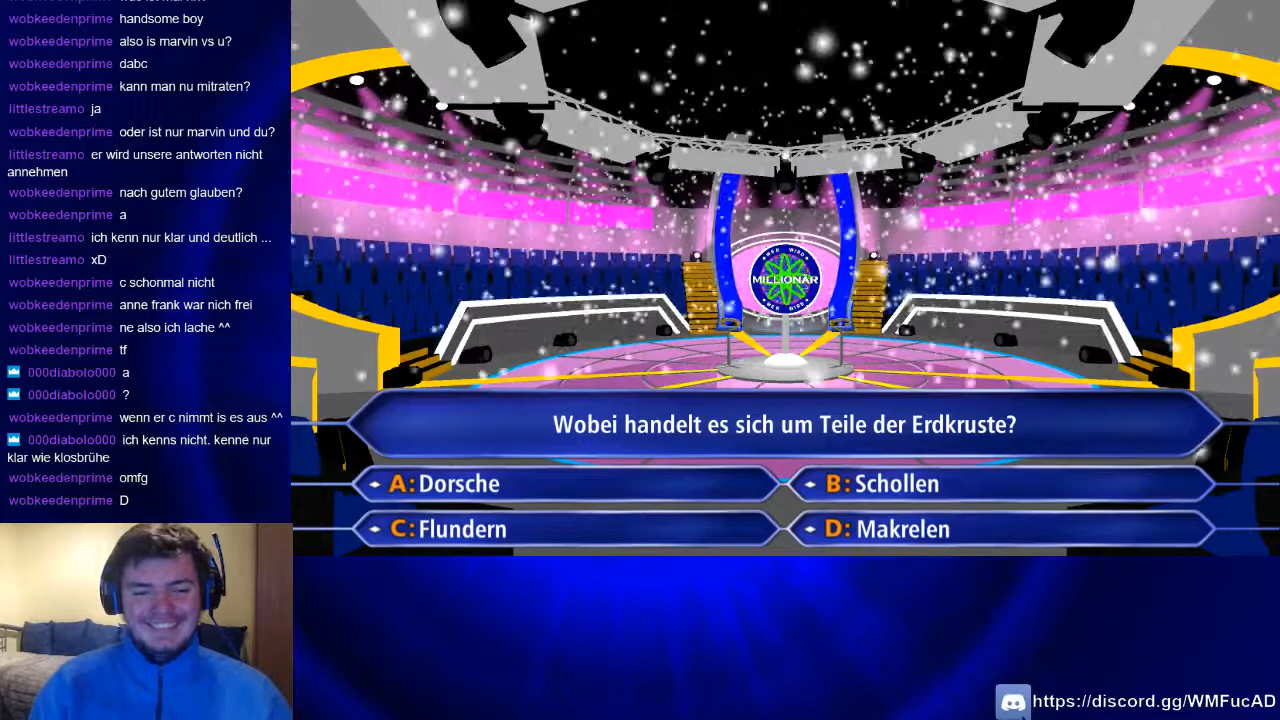 wobkeedenprime handsome boy
wobkeedenprime also is marvin vs u?
wobkeedenprime dabc
wobkeedenprime kann man nu mitraten?
littlestreamo ja
wobkeedenprime oder ist nur marvin und du?
littlestreamo er wird unsere antworten nicht
annehmen
wobkeedenprime nach gutem glauben?
wobkeedenprime a
littlestreamo ich kenn nur klar und deutlich ...
littlestreamo xD
wobkeedenprime c schonmal nicht
wobkeedenprime anne frank war nich frei
wobkeedenprime ne also ich lache ^^
wobkeedenprime tf
000diabolo000 a
000diabolo000 ?
wobkeedenprime wenn er c nimmt is es aus ^^
000diabolo000 ich kenns nicht. kenne nur
klar wie klosbrühe
wobkeedenprime omfg
wobkeedenprime D
WER WIRD
MILLIONÄR
WER WIRD
Wobei handelt es sich um Teile der Erdkruste?
A: Dorsche
B: Schollen
C: Flundern
D: Makrelen
https://discord.gg/WMFucAD